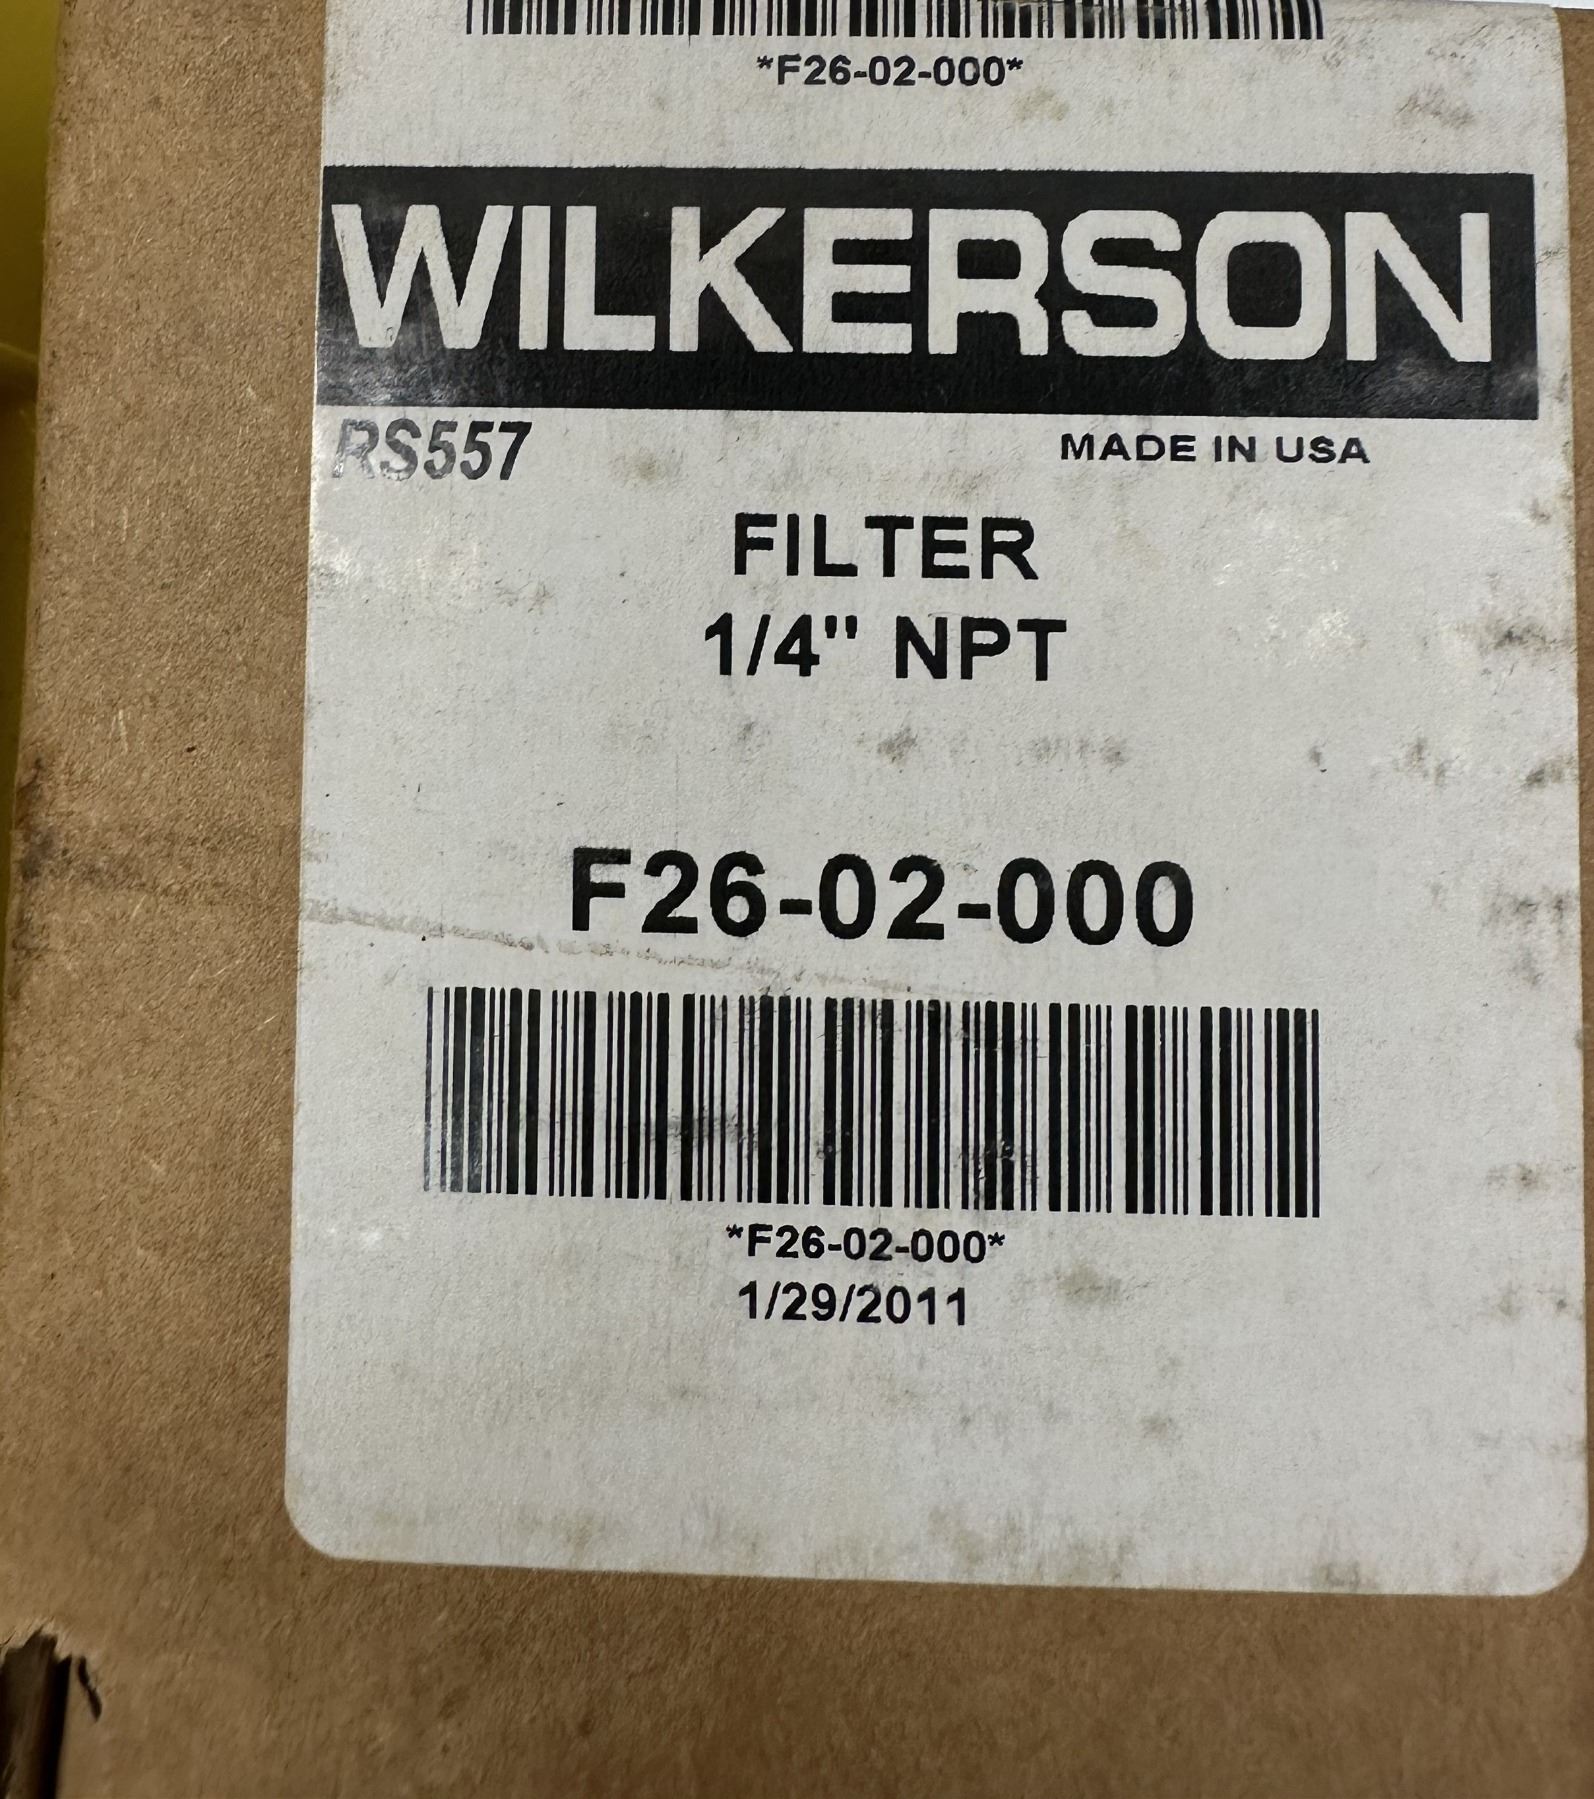 *F26-02-000*
WILKERSON
RS557
MADE IN USA
FILTER
1/4" NPT
F26-02-000
*F26-02-000*
1/29/2011